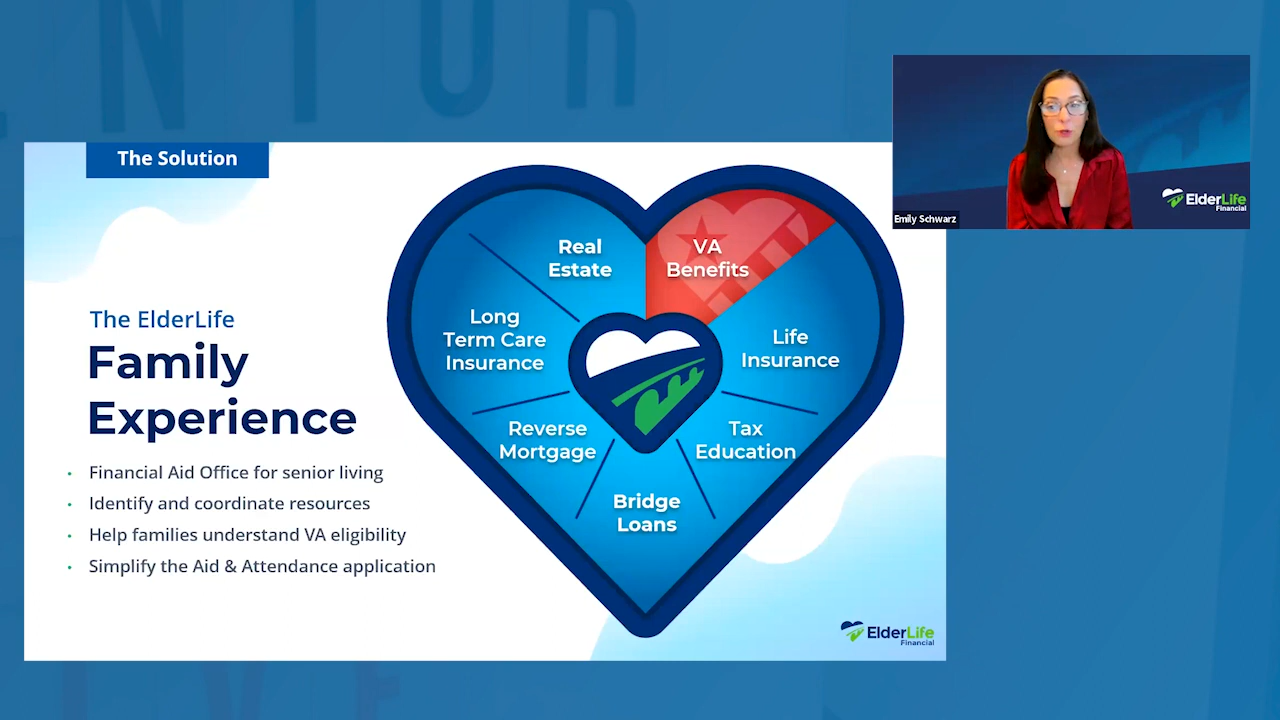 The Solution
The ElderLife
Family
Experience
• Financial Aid Office for senior living
• Identify and coordinate resources
• Help families understand VA eligibility
• Simplify the Aid & Attendance application
Real
Estate
VA
Benefits
Long
Term Care
Insurance
Life
Insurance
Reverse
Mortgage
Tax
Education
Bridge
Loans
ElderLife
Financial
Emily Schwarz
ElderLife
Financial